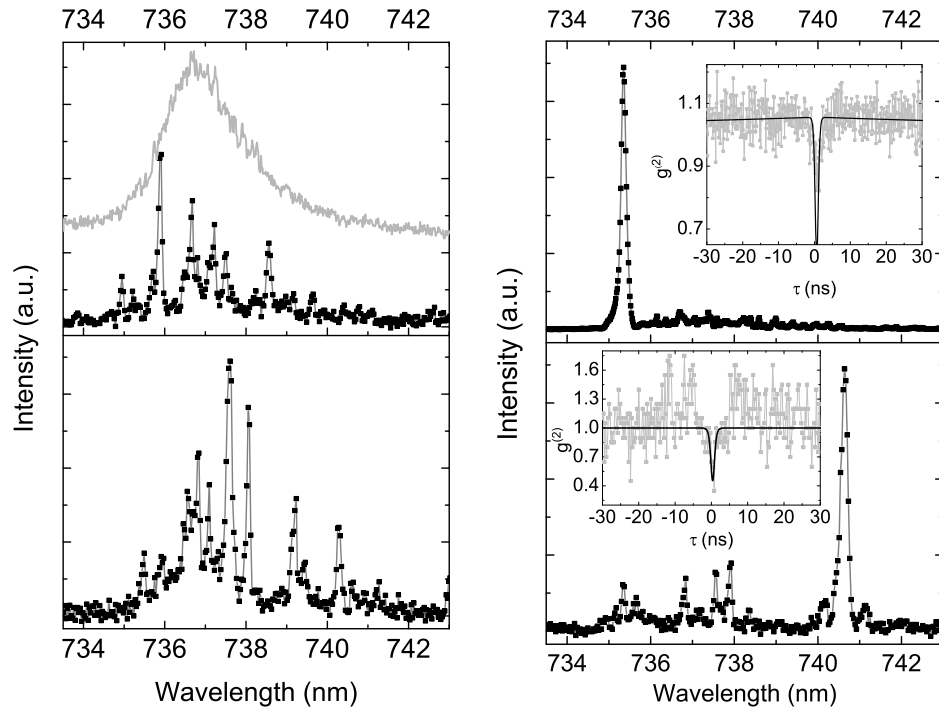 734 736 738 740 742
Intensity (a.u.)
734 736 738 740 742
Wavelength (nm)
734 736 738 740 742
Intensity (a.u.)
1.1
0.9
0.7
g(2)
-30 -20 -10 0 10 20 30
τ (ns)
1.6
1.3
1.0
0.7
0.4
g(2)
-30 -20 -10 0 10 20 30
τ (ns)
734 736 738 740 742
Wavelength (nm)